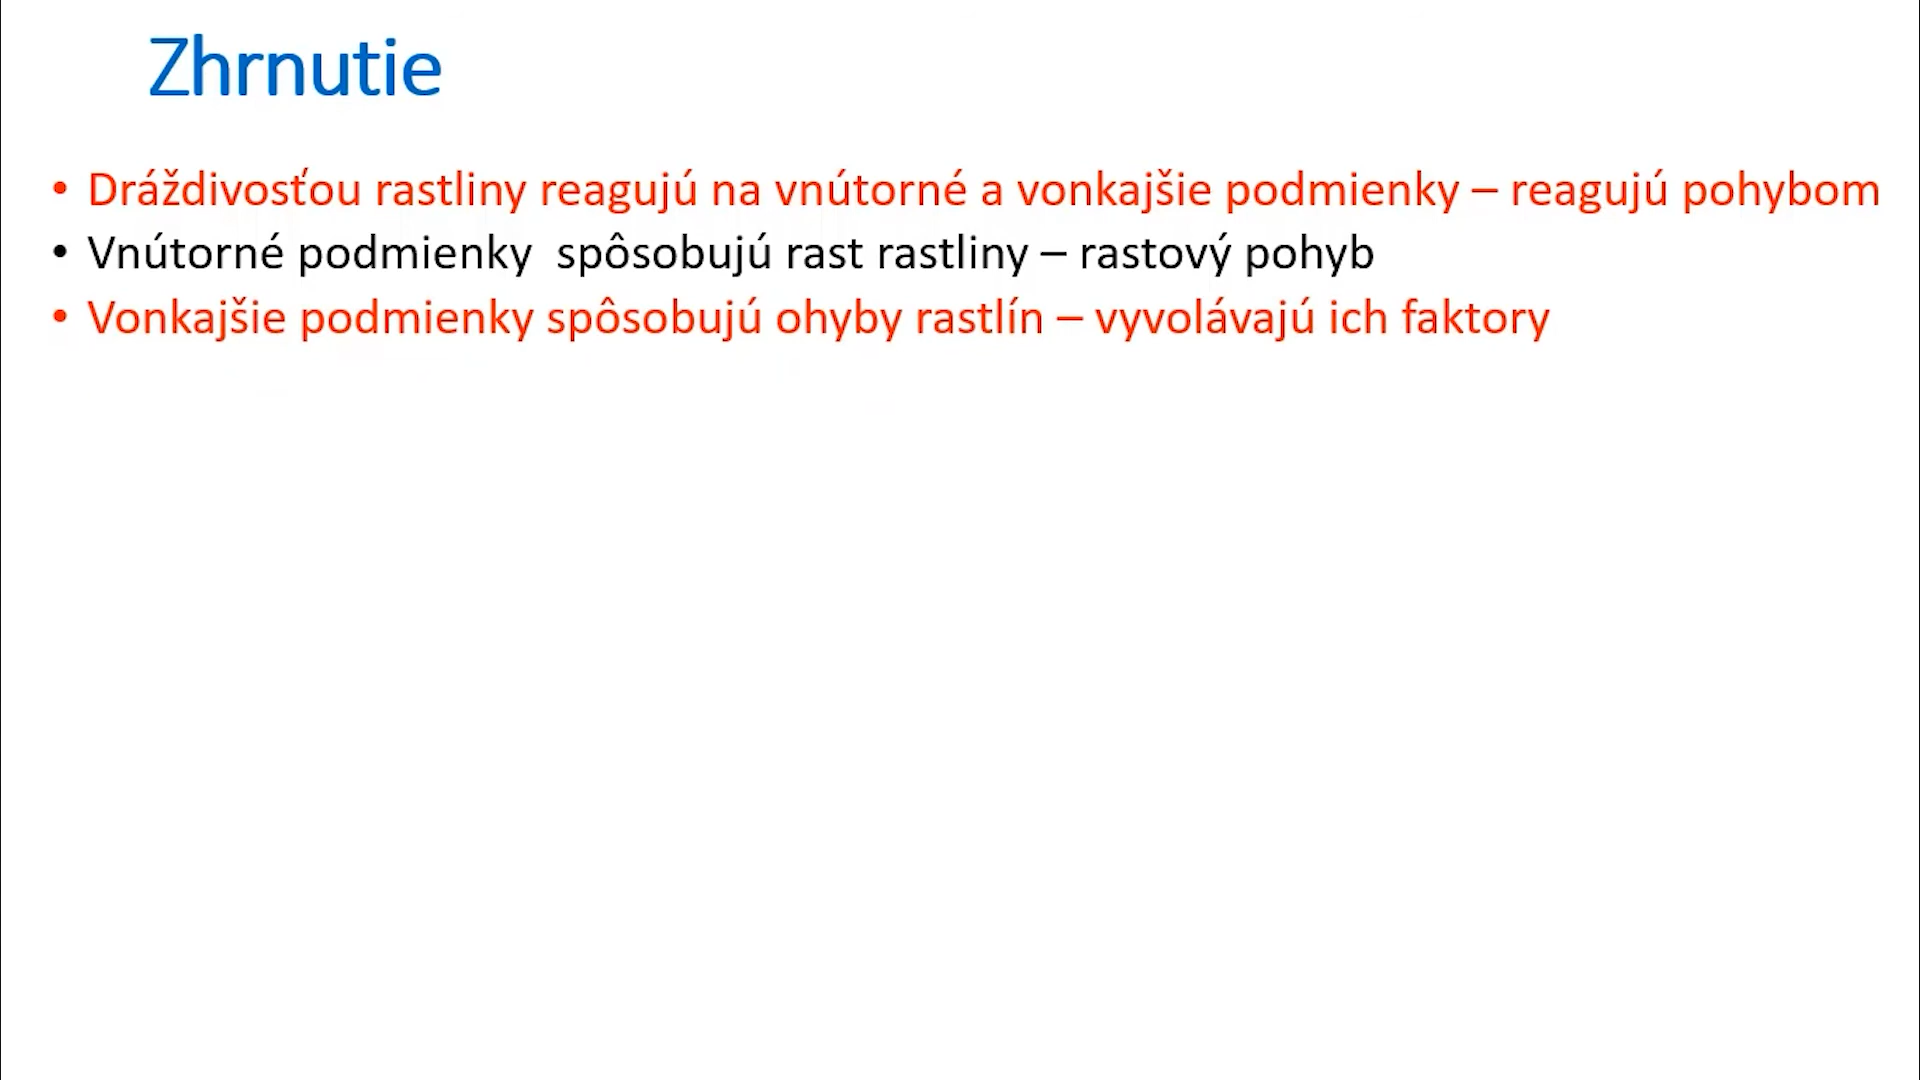 Zhrnutie
• Dráždivosťou rastliny reagujú na vnútorné a vonkajšie podmienky – reagujú pohybom
• Vnútorné podmienky  spôsobujú rast rastliny – rastový pohyb
• Vonkajšie podmienky spôsobujú ohyby rastlín – vyvolávajú ich faktory